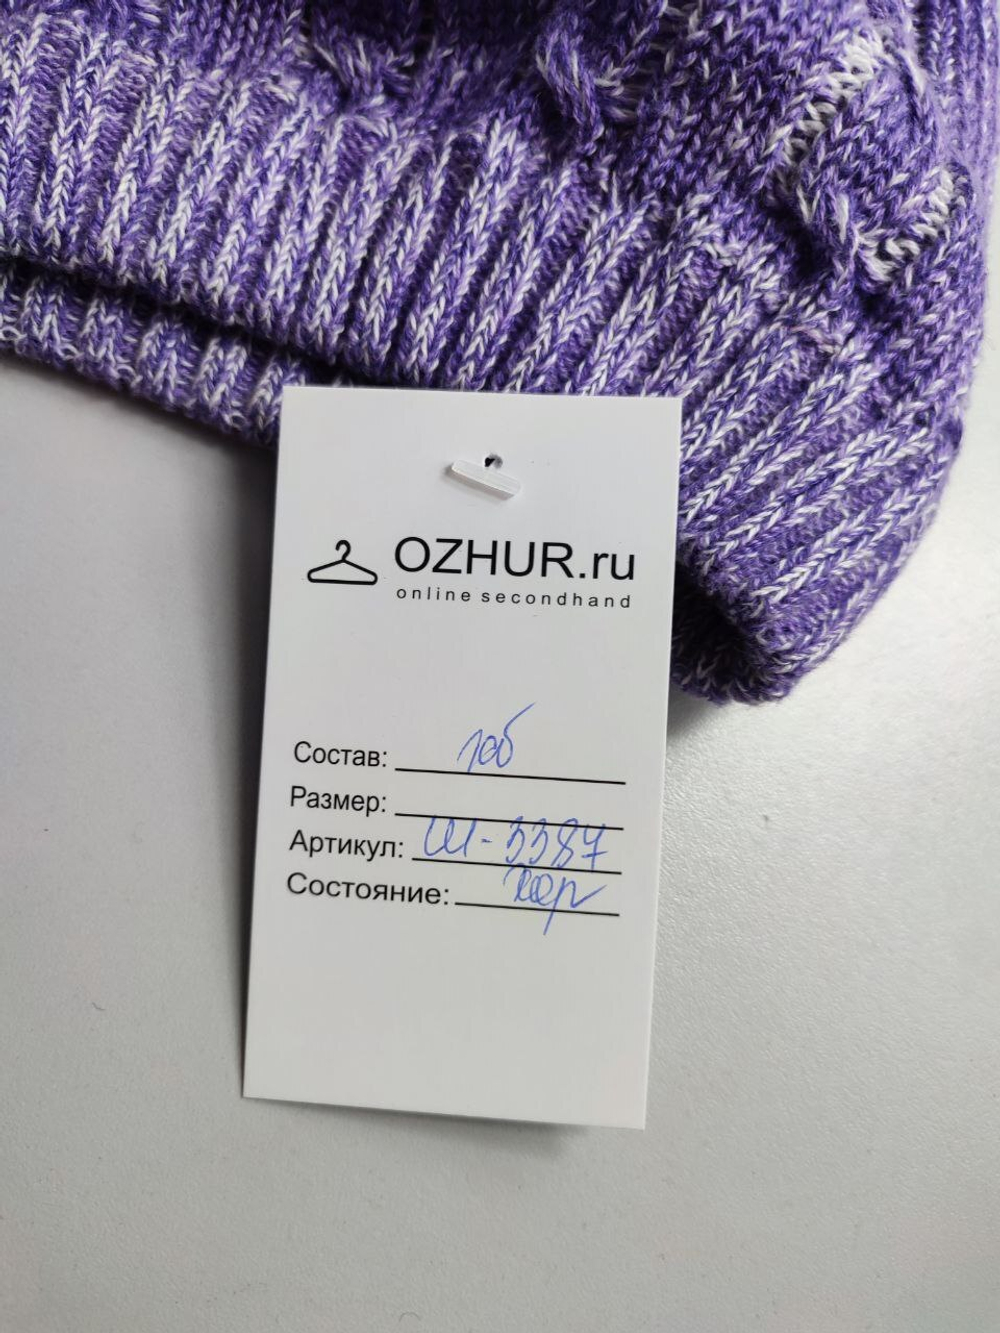 OZHUR.ru
online secondhand
Состав: 100
Размер:
Артикул: Ш-3387
Состояние: Хор